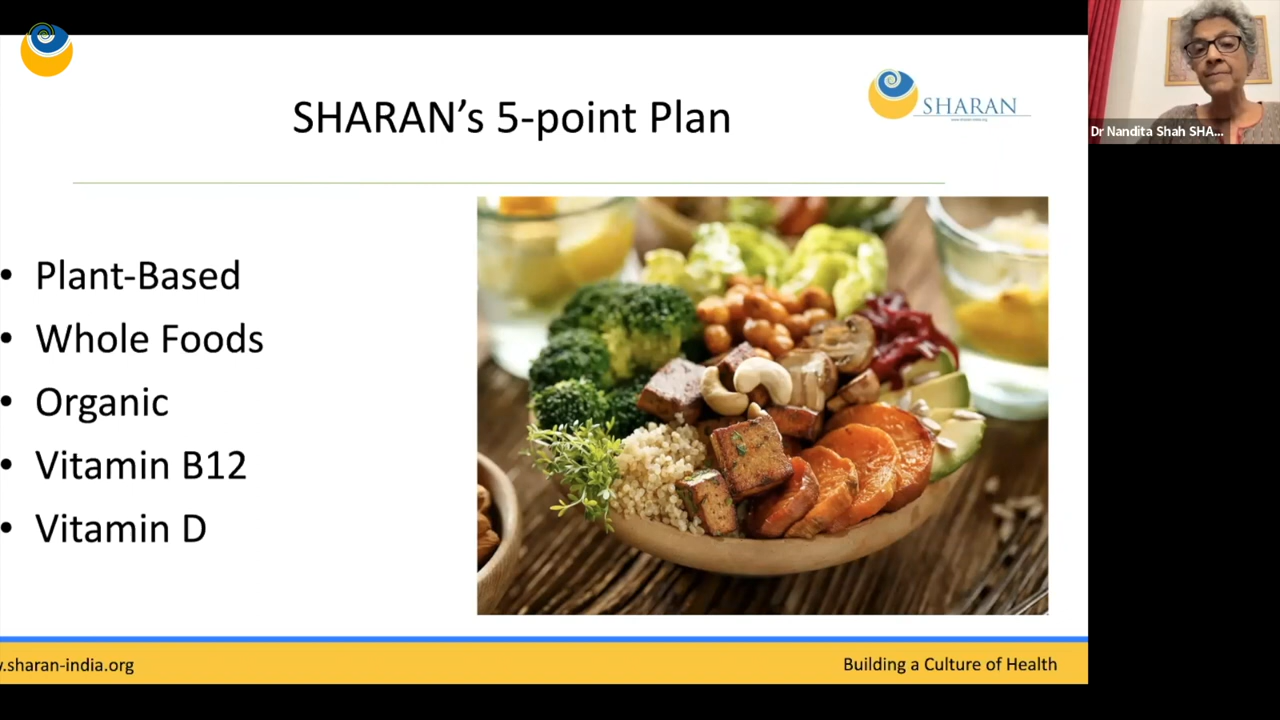 SHARAN's 5-point Plan
SHARAN
Dr Nandita Shah SHA...
• Plant-Based
• Whole Foods
• Organic
• Vitamin B12
• Vitamin D
.sharan-india.org
Building a Culture of Health